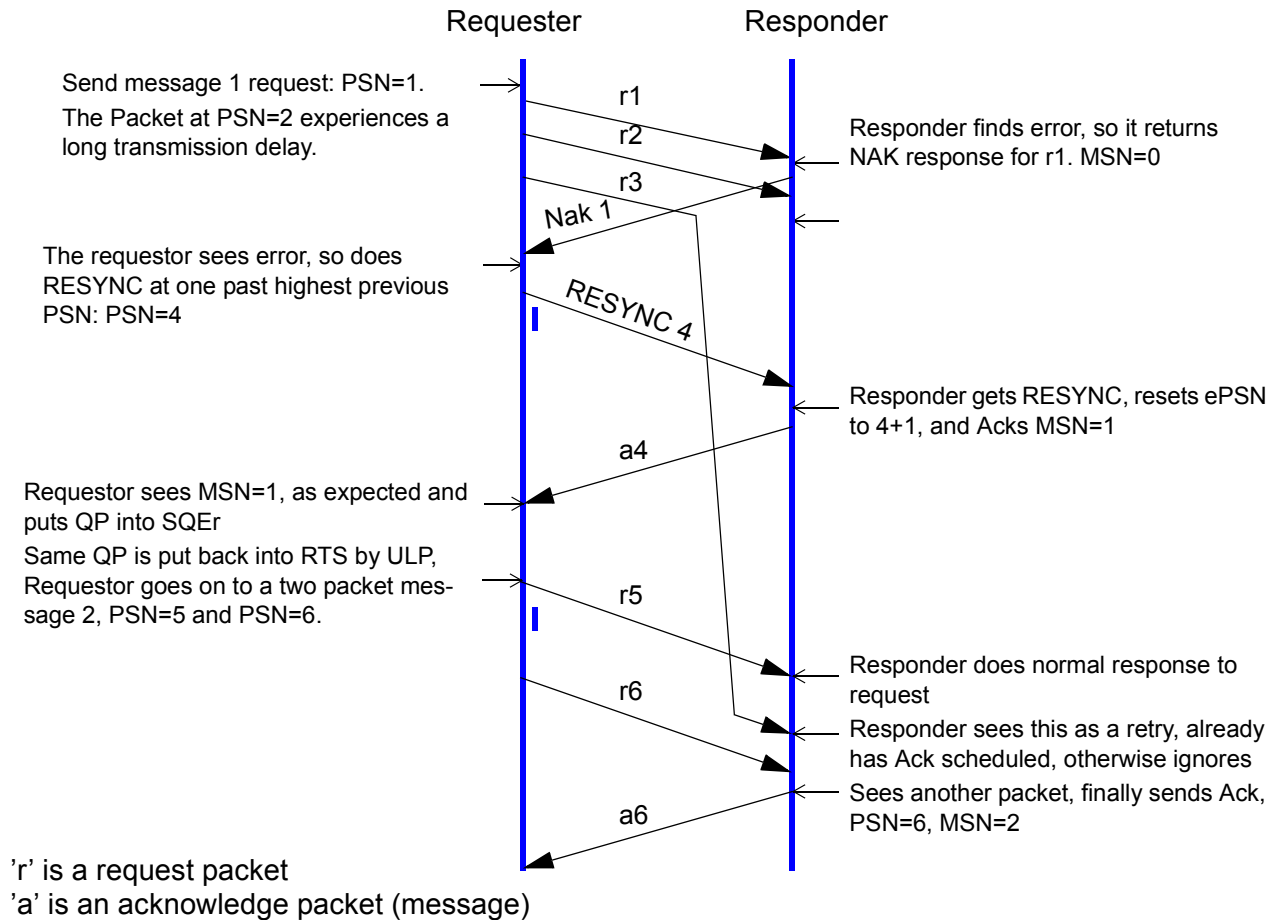 Requester
Responder
Send message 1 request: PSN=1.
The Packet at PSN=2 experiences a
long transmission delay.
r1
r2
Responder finds error, so it returns
NAK response for r1. MSN=0
r3
Nak 1
The requestor sees error, so does
RESYNC at one past highest previous
PSN: PSN=4
RESYNC 4
Responder gets RESYNC, resets ePSN
to 4+1, and Acks MSN=1
a4
Requestor sees MSN=1, as expected and
puts QP into SQEr
Same QP is put back into RTS by ULP,
Requestor goes on to a two packet mes-
sage 2, PSN=5 and PSN=6.
r5
Responder does normal response to
request
r6
Responder sees this as a retry, already
has Ack scheduled, otherwise ignores
Sees another packet, finally sends Ack,
PSN=6, MSN=2
a6
’r’ is a request packet
’a’ is an acknowledge packet (message)